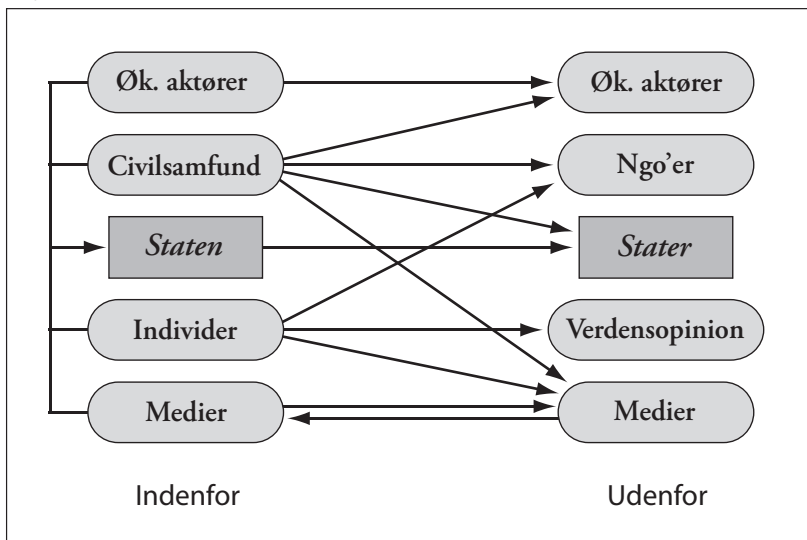 Øk. aktører
Øk. aktører
Civilsamfund
Ngo’er
Staten
Stater
Individer
Verdensopinion
Medier
Medier
Indenfor
Udenfor